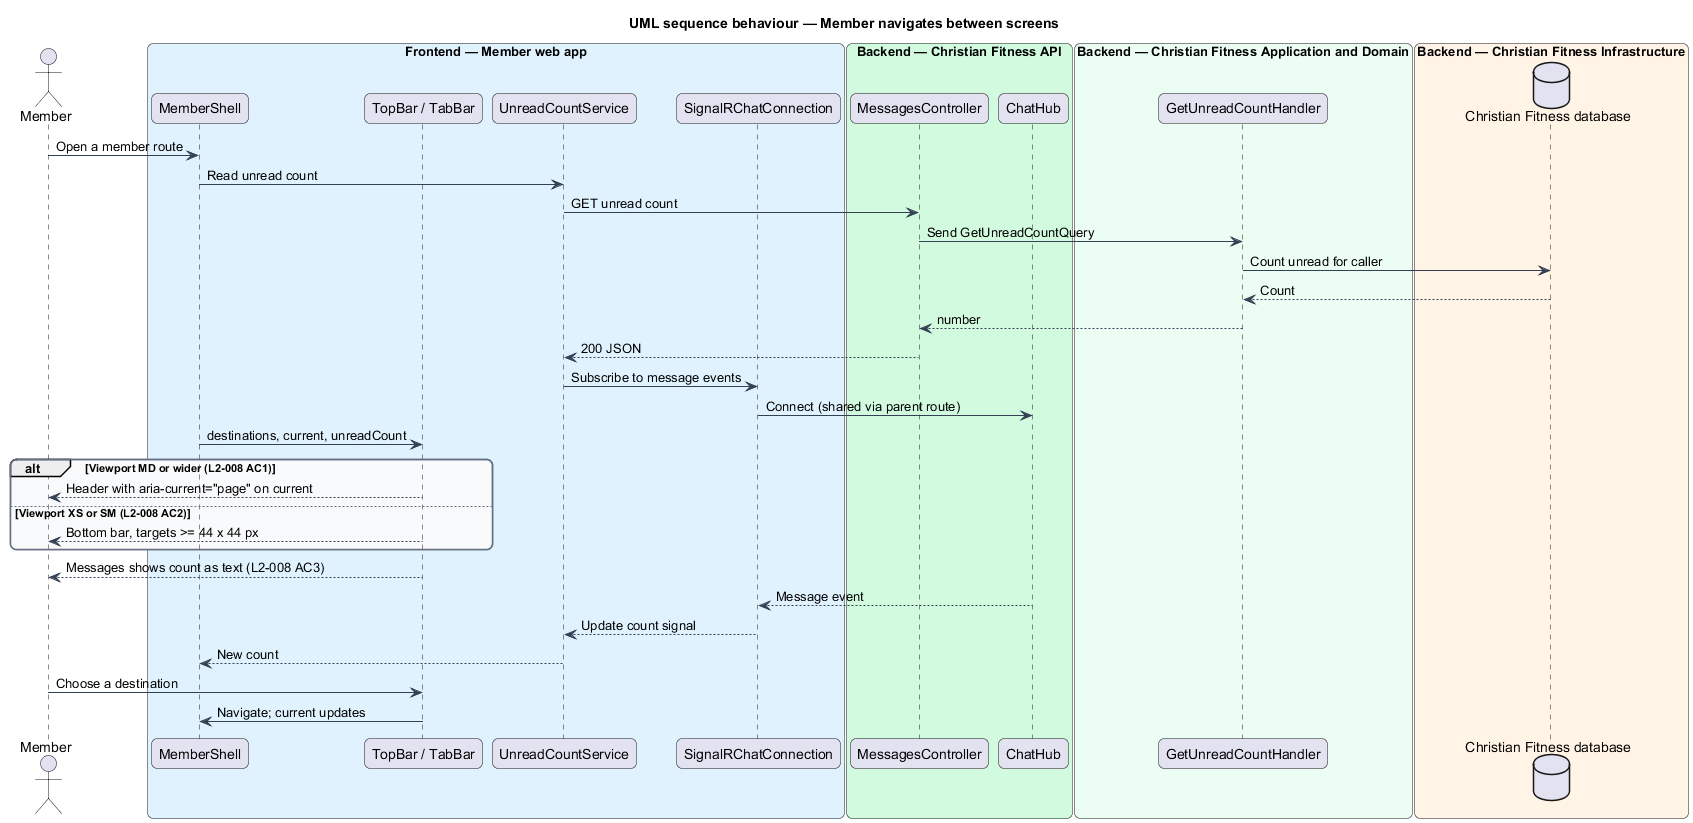 UML sequence behaviour — Member navigates between screens
Frontend — Member web app
Backend — Christian Fitness API
Backend — Christian Fitness Application and Domain
Backend — Christian Fitness Infrastructure
Member
MemberShell
TopBar / TabBar
UnreadCountService
SignalRChatConnection
MessagesController
ChatHub
GetUnreadCountHandler
Christian Fitness database
Open a member route
Read unread count
GET unread count
Send GetUnreadCountQuery
Count unread for caller
Count
number
200 JSON
Subscribe to message events
Connect (shared via parent route)
destinations, current, unreadCount
alt [Viewport MD or wider (L2-008 AC1)]
Header with aria-current="page" on current
[Viewport XS or SM (L2-008 AC2)]
Bottom bar, targets >= 44 x 44 px
Messages shows count as text (L2-008 AC3)
Message event
Update count signal
New count
Choose a destination
Navigate; current updates
Member
MemberShell
TopBar / TabBar
UnreadCountService
SignalRChatConnection
MessagesController
ChatHub
GetUnreadCountHandler
Christian Fitness database